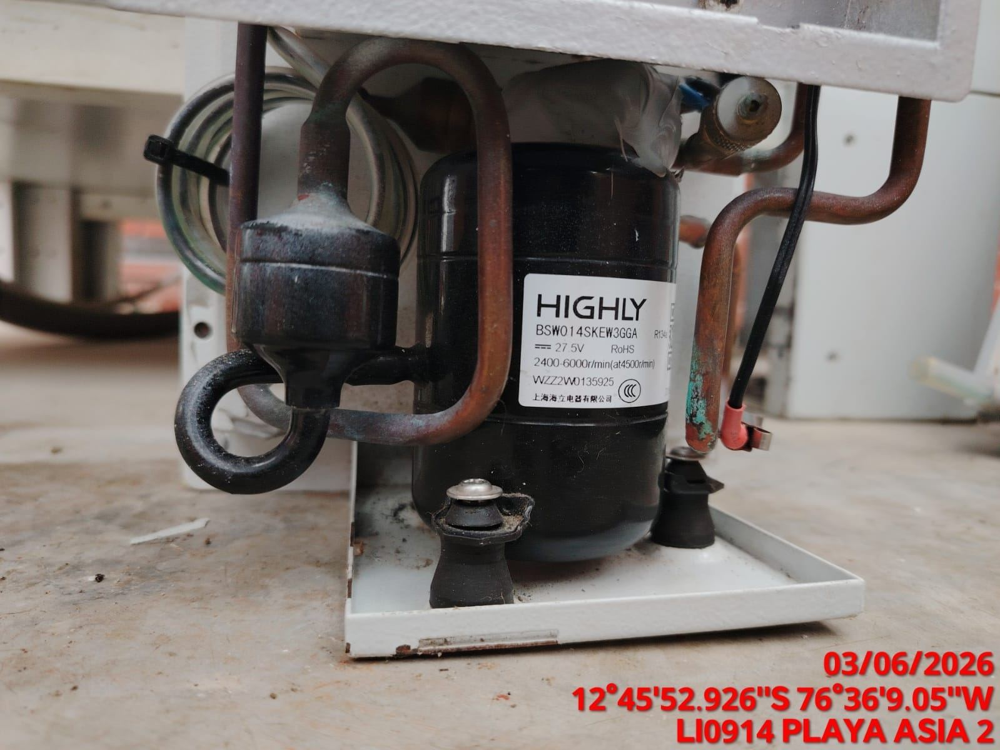 HIGHLY
BSW014SKEW3GGA R134a
27.5V RoHS
2400-6000r/min(at4500r/min)
WZZ2W0135925
上海海立电器有限公司
03/06/2026
12°45'52.926"S 76°36'9.05"W
LI0914 PLAYA ASIA 2